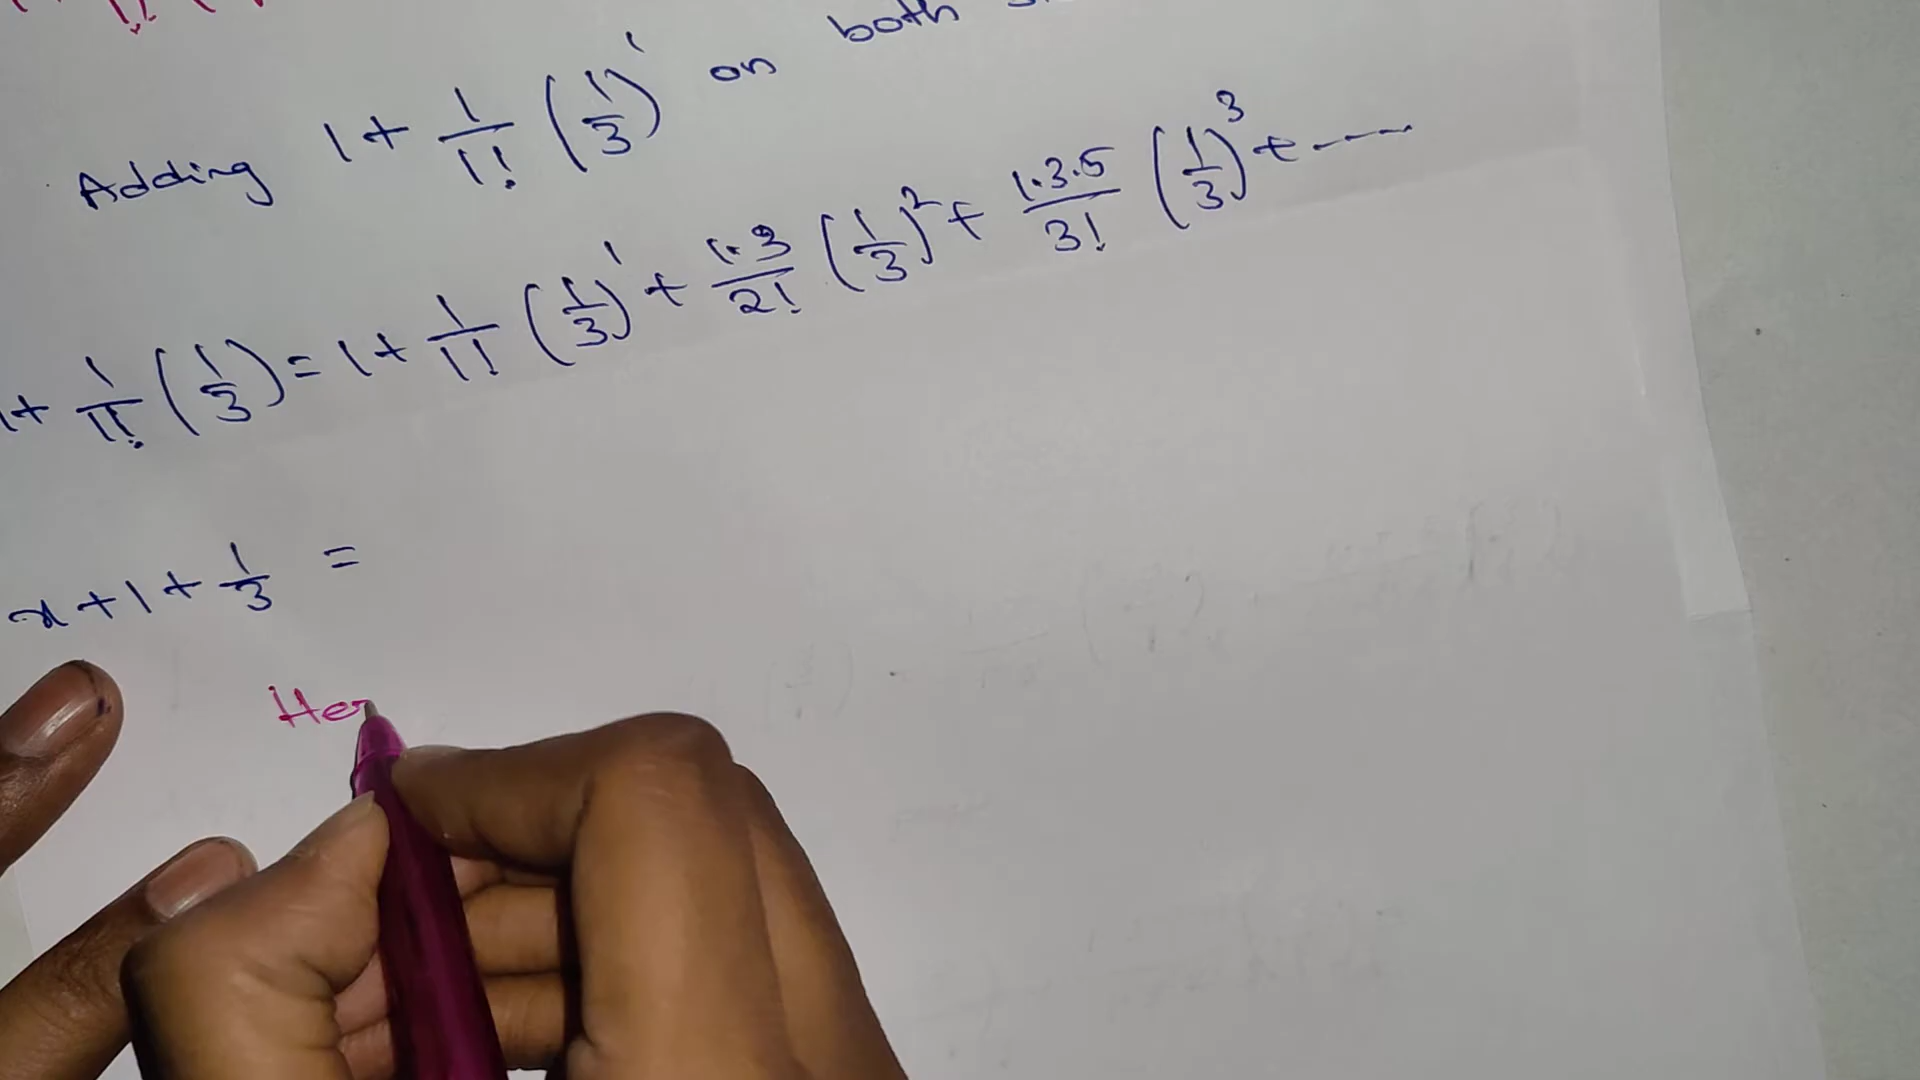 Adding 1 + 1/1! (1/3)^1 on both
1 + 1/1! (1/3) = 1 + 1/1! (1/3)^1 + 1.3/2! (1/3)^2 + 1.3.5/3! (1/3)^3 + -----
x + 1 + 1/3 =
Her